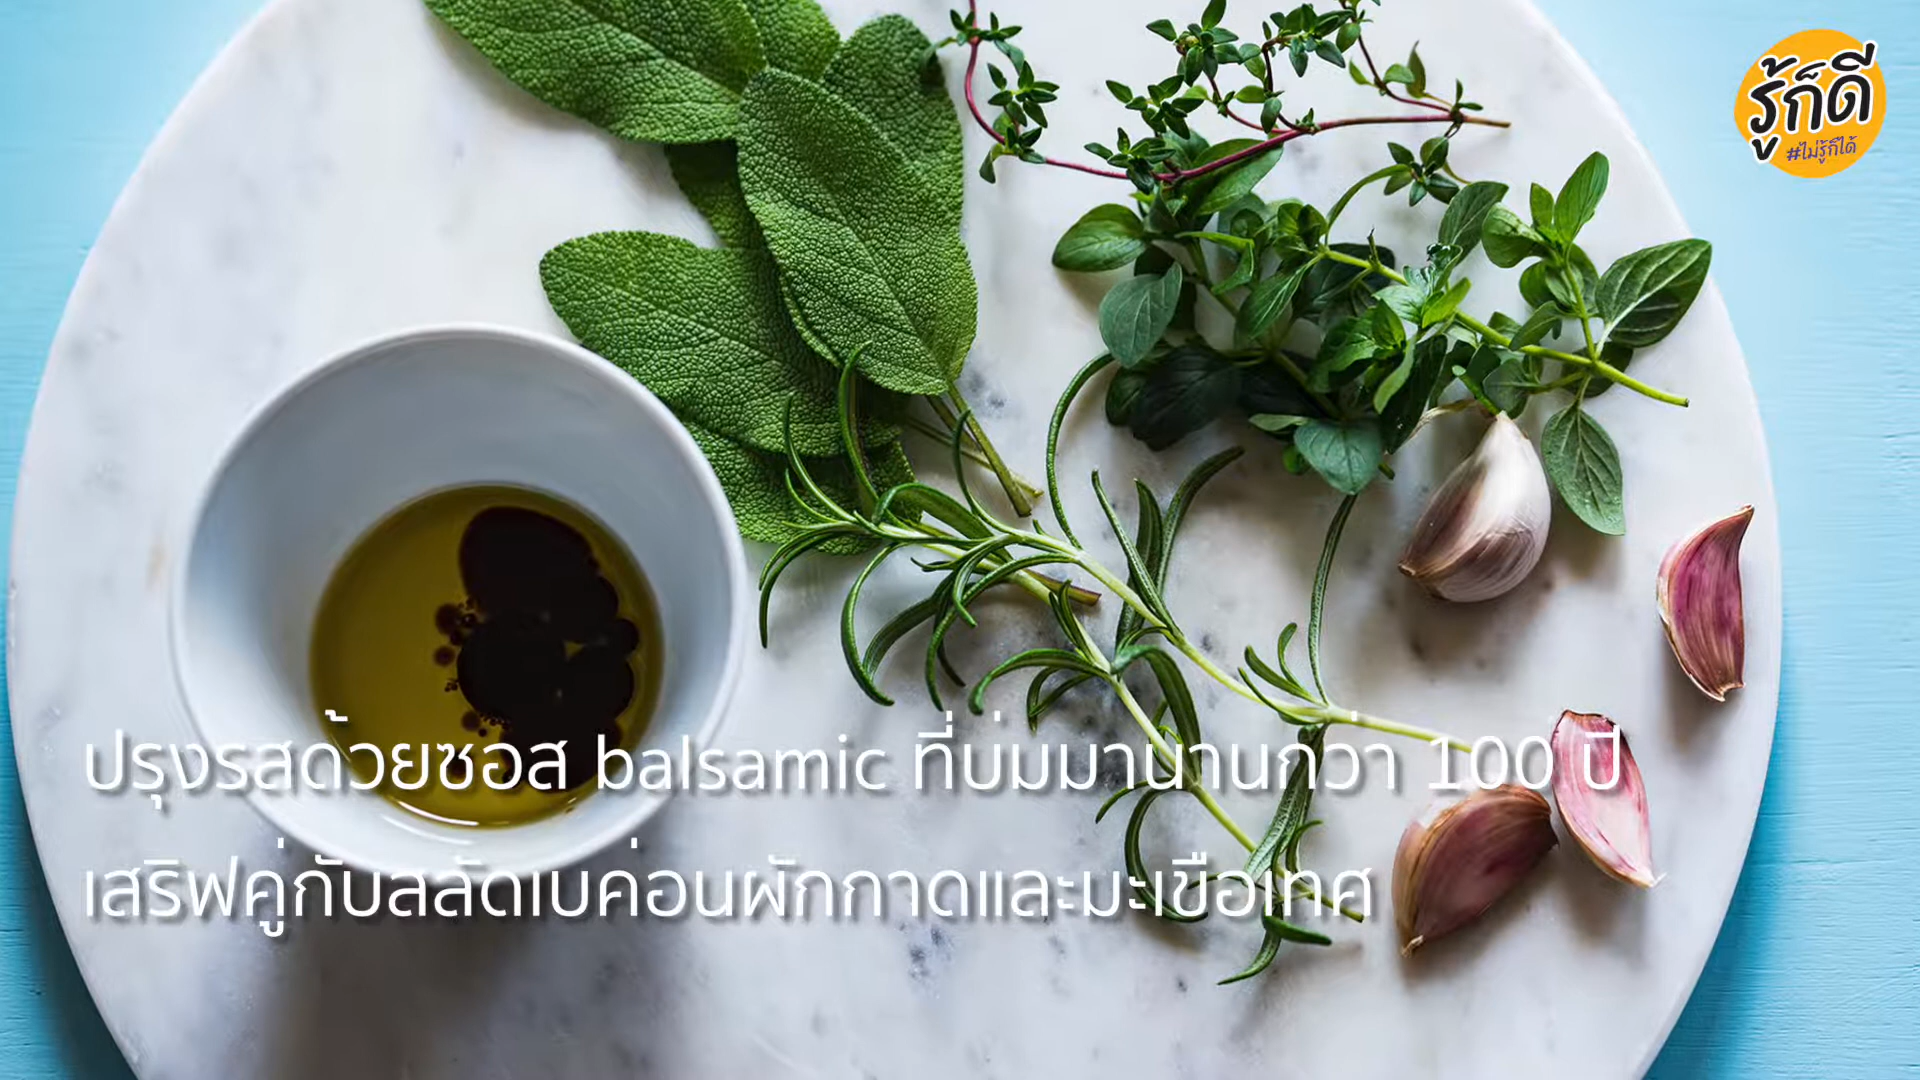 รู้ก็ดี
#ไม่รู้ก็ได้
ปรุงรสด้วยซอส balsamic ที่บ่มมานานกว่า 100 ปี
เสริฟคู่กับสลัดเบค่อนผักกาดและมะเขือเทศ